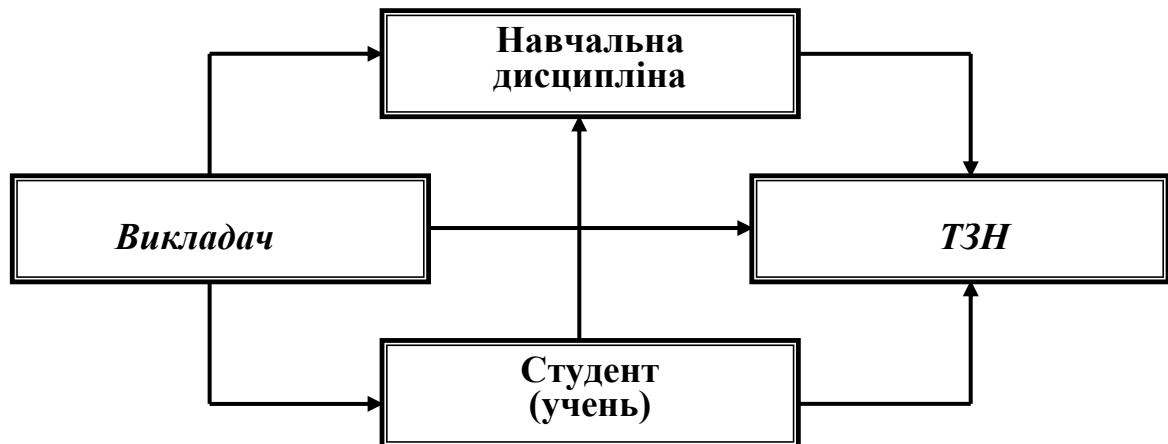 Навчальна
дисципліна
Викладач
ТЗН
Студент
(учень)